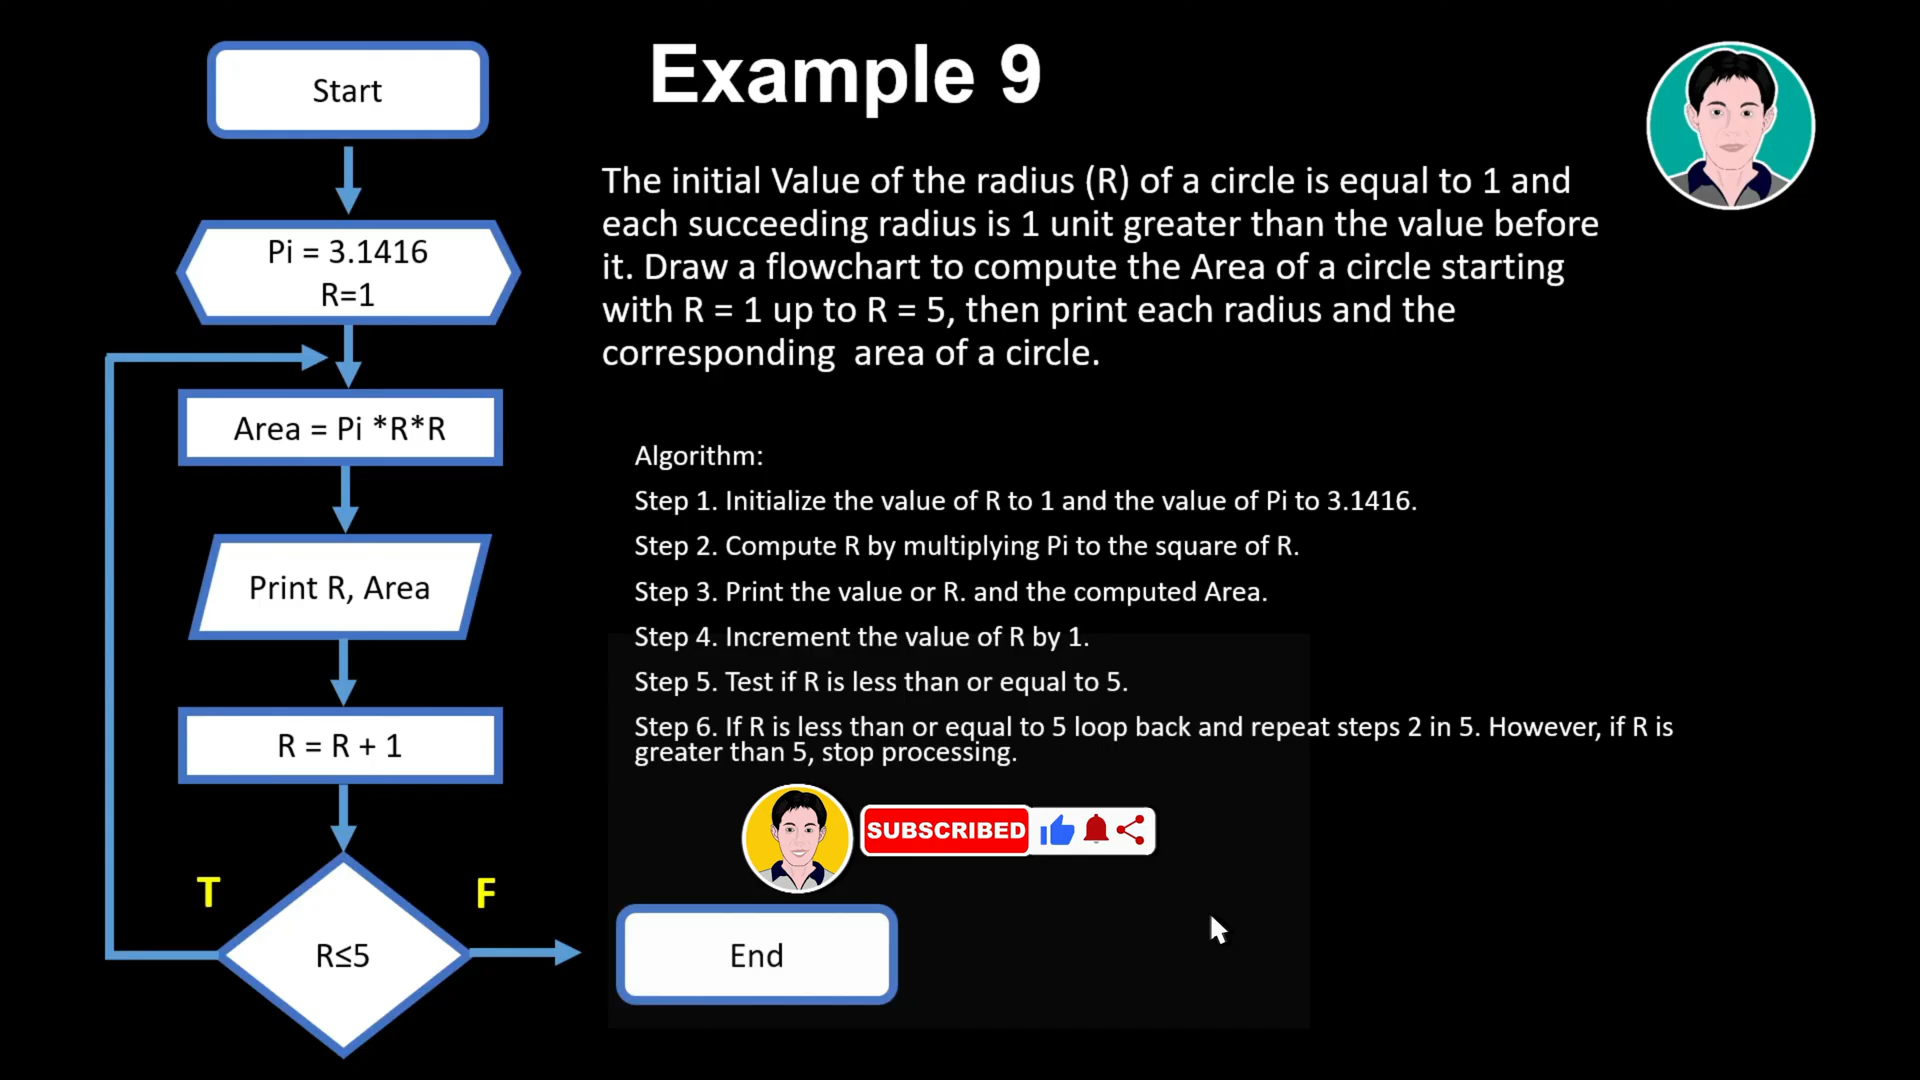 Example 9
The initial Value of the radius (R) of a circle is equal to 1 and
each succeeding radius is 1 unit greater than the value before
it. Draw a flowchart to compute the Area of a circle starting
with R = 1 up to R = 5, then print each radius and the
corresponding area of a circle.
Start
Pi = 3.1416
R=1
Area = Pi *R*R
Print R, Area
R = R + 1
T
F
R≤5
End
Algorithm:
Step 1. Initialize the value of R to 1 and the value of Pi to 3.1416.
Step 2. Compute R by multiplying Pi to the square of R.
Step 3. Print the value or R. and the computed Area.
Step 4. Increment the value of R by 1.
Step 5. Test if R is less than or equal to 5.
Step 6. If R is less than or equal to 5 loop back and repeat steps 2 in 5. However, if R is
greater than 5, stop processing.
SUBSCRIBED